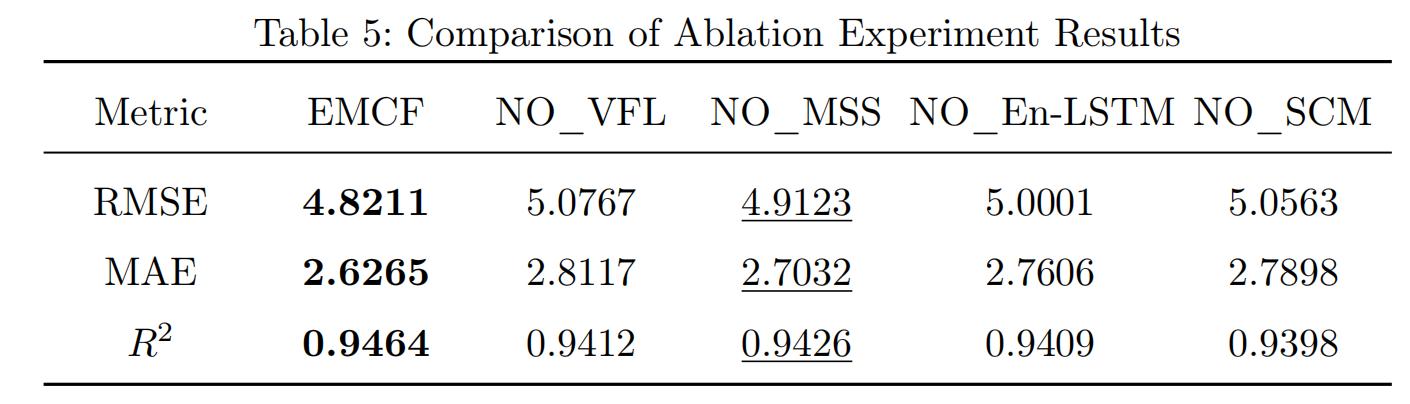 Table 5: Comparison of Ablation Experiment Results
Metric EMCF NO_VFL NO_MSS NO_En-LSTM NO_SCM
RMSE 4.8211 5.0767 4.9123 5.0001 5.0563
MAE 2.6265 2.8117 2.7032 2.7606 2.7898
R² 0.9464 0.9412 0.9426 0.9409 0.9398